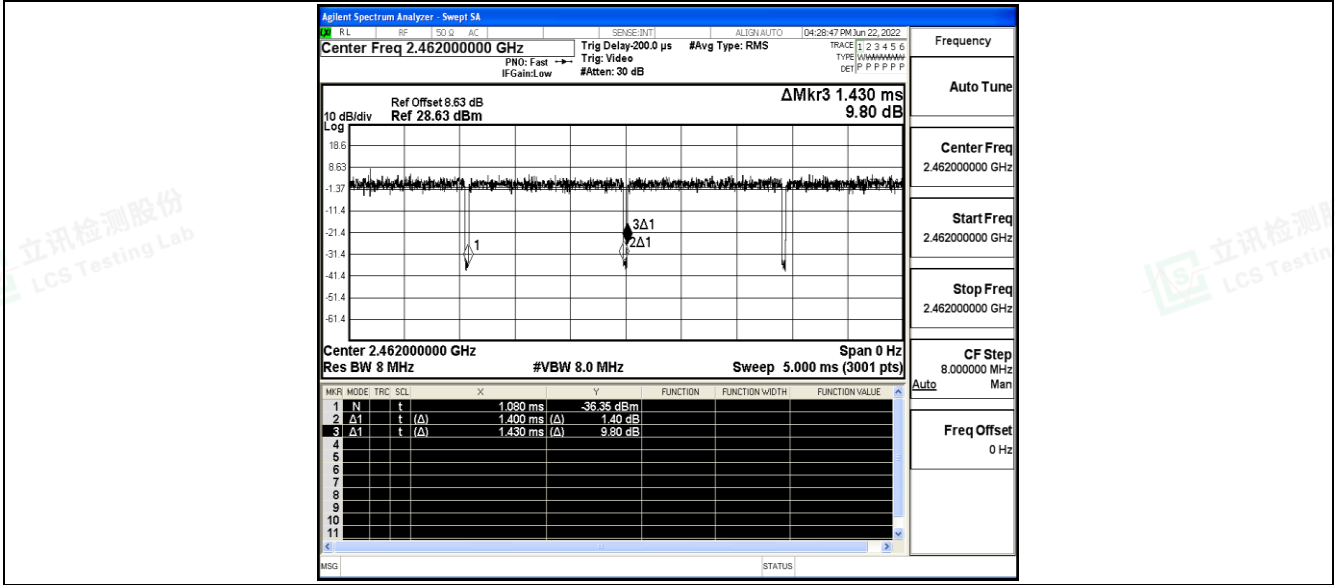 Agilent Spectrum Analyzer - Swept SA
RL RF 50 Ω AC SENSE:INT ALIGN AUTO 04:28:47 PM Jun 22, 2022
Center Freq 2.462000000 GHz
Trig Delay-200.0 µs #Avg Type: RMS
TRACE 1 2 3 4 5 6
PNO: Fast Trig: Video
TYPE WWWWWW
IFGain:Low #Atten: 30 dB
DET P P P P P P
ΔMkr3 1.430 ms
9.80 dB
Ref Offset 8.63 dB
10 dB/div Ref 28.63 dBm
Log
18.6
8.63
-1.37
-11.4
-21.4
-31.4
-41.4
-51.4
-61.4
1
3Δ1
2Δ1
Center 2.462000000 GHz Span 0 Hz
Res BW 8 MHz #VBW 8.0 MHz Sweep 5.000 ms (3001 pts)
MKR MODE TRC SCL X Y FUNCTION FUNCTION WIDTH FUNCTION VALUE
1 N t 1.080 ms -36.35 dBm
2 Δ1 t (Δ) 1.400 ms (Δ) 1.40 dB
3 Δ1 t (Δ) 1.430 ms (Δ) 9.80 dB
4
5
6
7
8
9
10
11
MSG STATUS
Frequency
Auto Tune
Center Freq
2.462000000 GHz
Start Freq
2.462000000 GHz
Stop Freq
2.462000000 GHz
CF Step
8.000000 MHz
Auto Man
Freq Offset
0 Hz
立讯检测股份
LCS Testing Lab
立讯检测股
LCS Testin